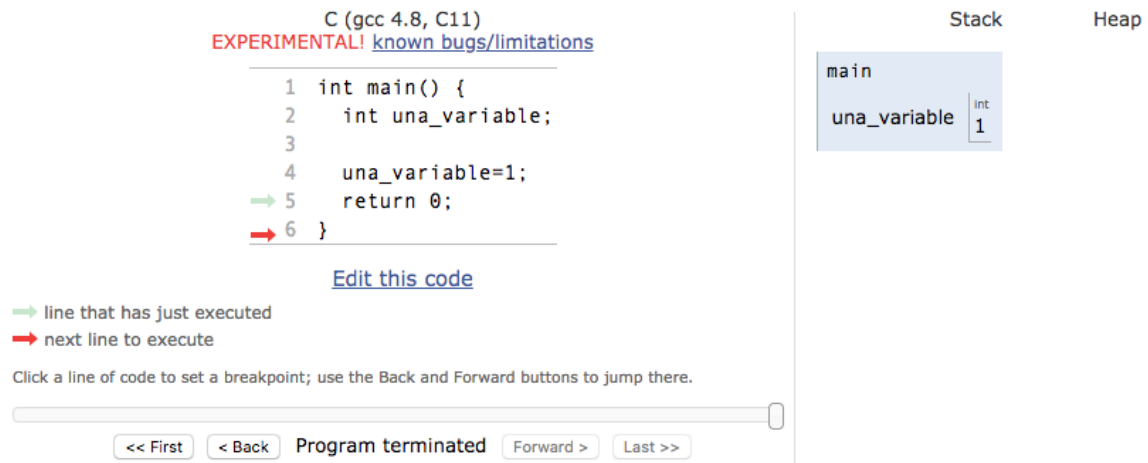 C (gcc 4.8, C11)
EXPERIMENTAL! known bugs/limitations
1 int main() {
2 int una_variable;
3
4 una_variable=1;
5 return 0;
6 }
Edit this code
line that has just executed
next line to execute
Click a line of code to set a breakpoint; use the Back and Forward buttons to jump there.
<< First < Back Program terminated Forward > Last >>
Stack Heap
main
int
una_variable 1